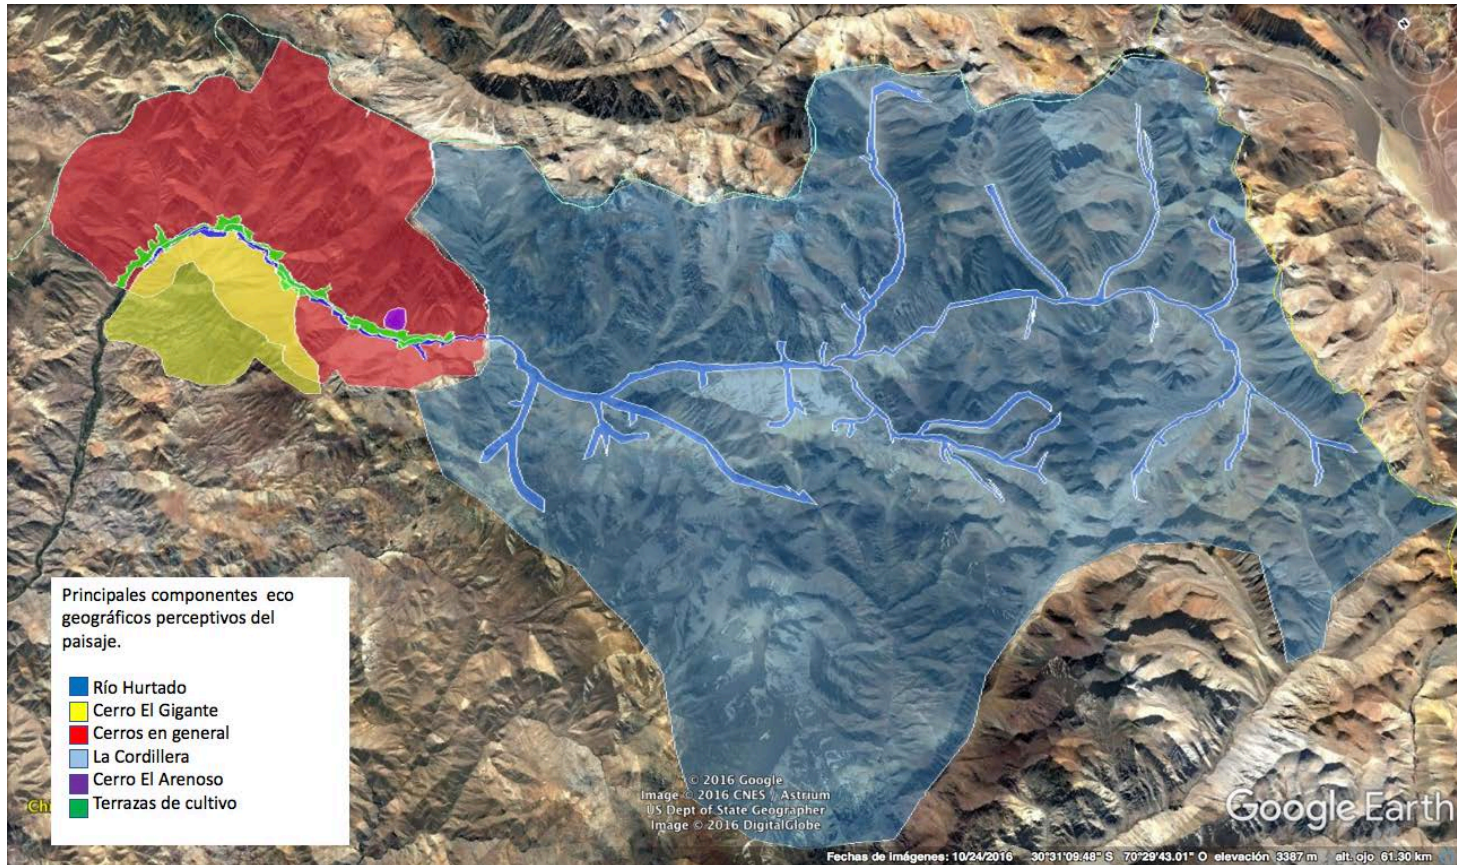 Principales componentes eco
geográficos perceptivos del
paisaje.
Río Hurtado
Cerro El Gigante
Cerros en general
La Cordillera
Cerro El Arenoso
Terrazas de cultivo
© 2016 Google
Image © 2016 CNES / Astrium
US Dept of State Geographer
Image © 2016 DigitalGlobe
Google Earth
Fechas de imágenes: 10/24/2016 30°31'09.48" S 70°29'43.01" O elevación 3387 m alt. ojo 61.30 km